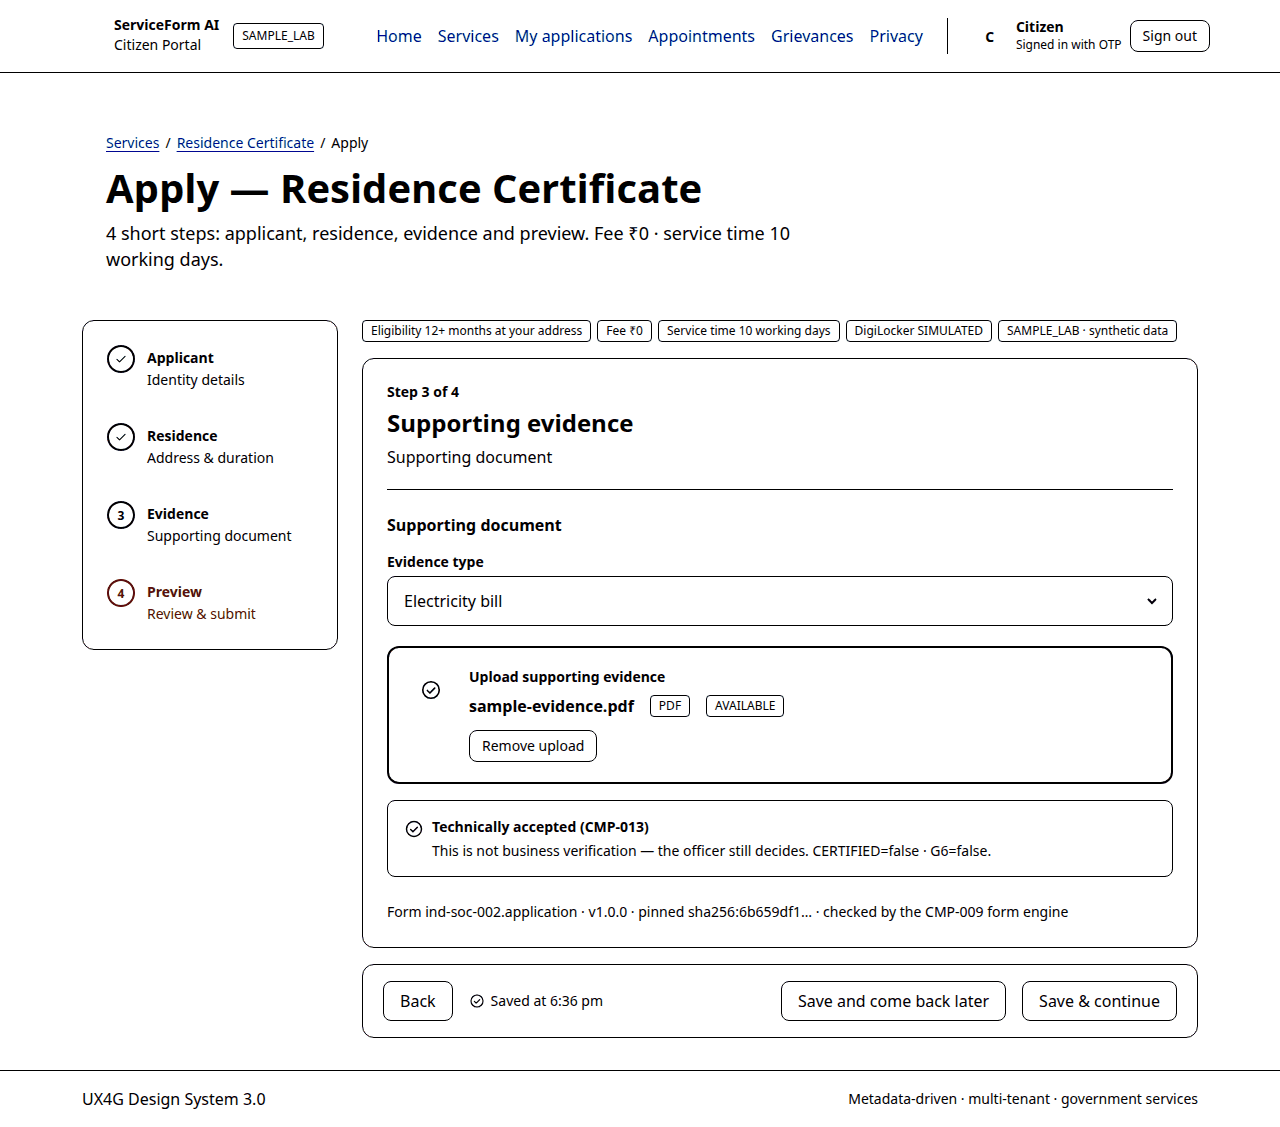 ServiceForm AI
Citizen Portal
SAMPLE_LAB
Home
Services
My applications
Appointments
Grievances
Privacy
C
Citizen
Signed in with OTP
Sign out
Services / Residence Certificate / Apply
Apply — Residence Certificate
4 short steps: applicant, residence, evidence and preview. Fee ₹0 · service time 10
working days.
Applicant
Identity details
Residence
Address & duration
3
Evidence
Supporting document
4
Preview
Review & submit
Eligibility 12+ months at your address
Fee ₹0
Service time 10 working days
DigiLocker SIMULATED
SAMPLE_LAB · synthetic data
Step 3 of 4
Supporting evidence
Supporting document
Supporting document
Evidence type
Electricity bill
Upload supporting evidence
sample-evidence.pdf
PDF
AVAILABLE
Remove upload
Technically accepted (CMP-013)
This is not business verification — the officer still decides. CERTIFIED=false · G6=false.
Form ind-soc-002.application · v1.0.0 · pinned sha256:6b659df1… · checked by the CMP-009 form engine
Back
Saved at 6:36 pm
Save and come back later
Save & continue
UX4G Design System 3.0
Metadata-driven · multi-tenant · government services